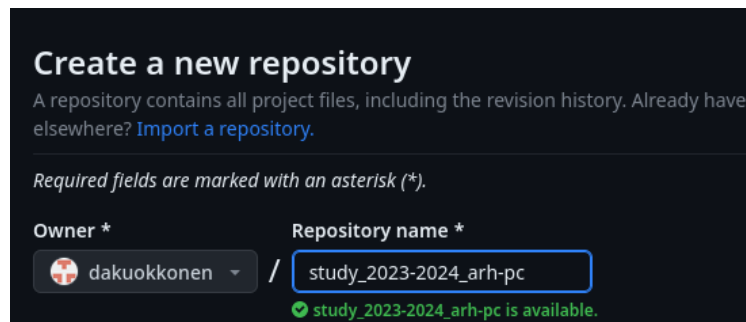 Create a new repository
A repository contains all project files, including the revision history. Already have
elsewhere? Import a repository.
Required fields are marked with an asterisk (*).
Owner * Repository name *
dakuokkonen / study_2023-2024_arh-pc
study_2023-2024_arh-pc is available.